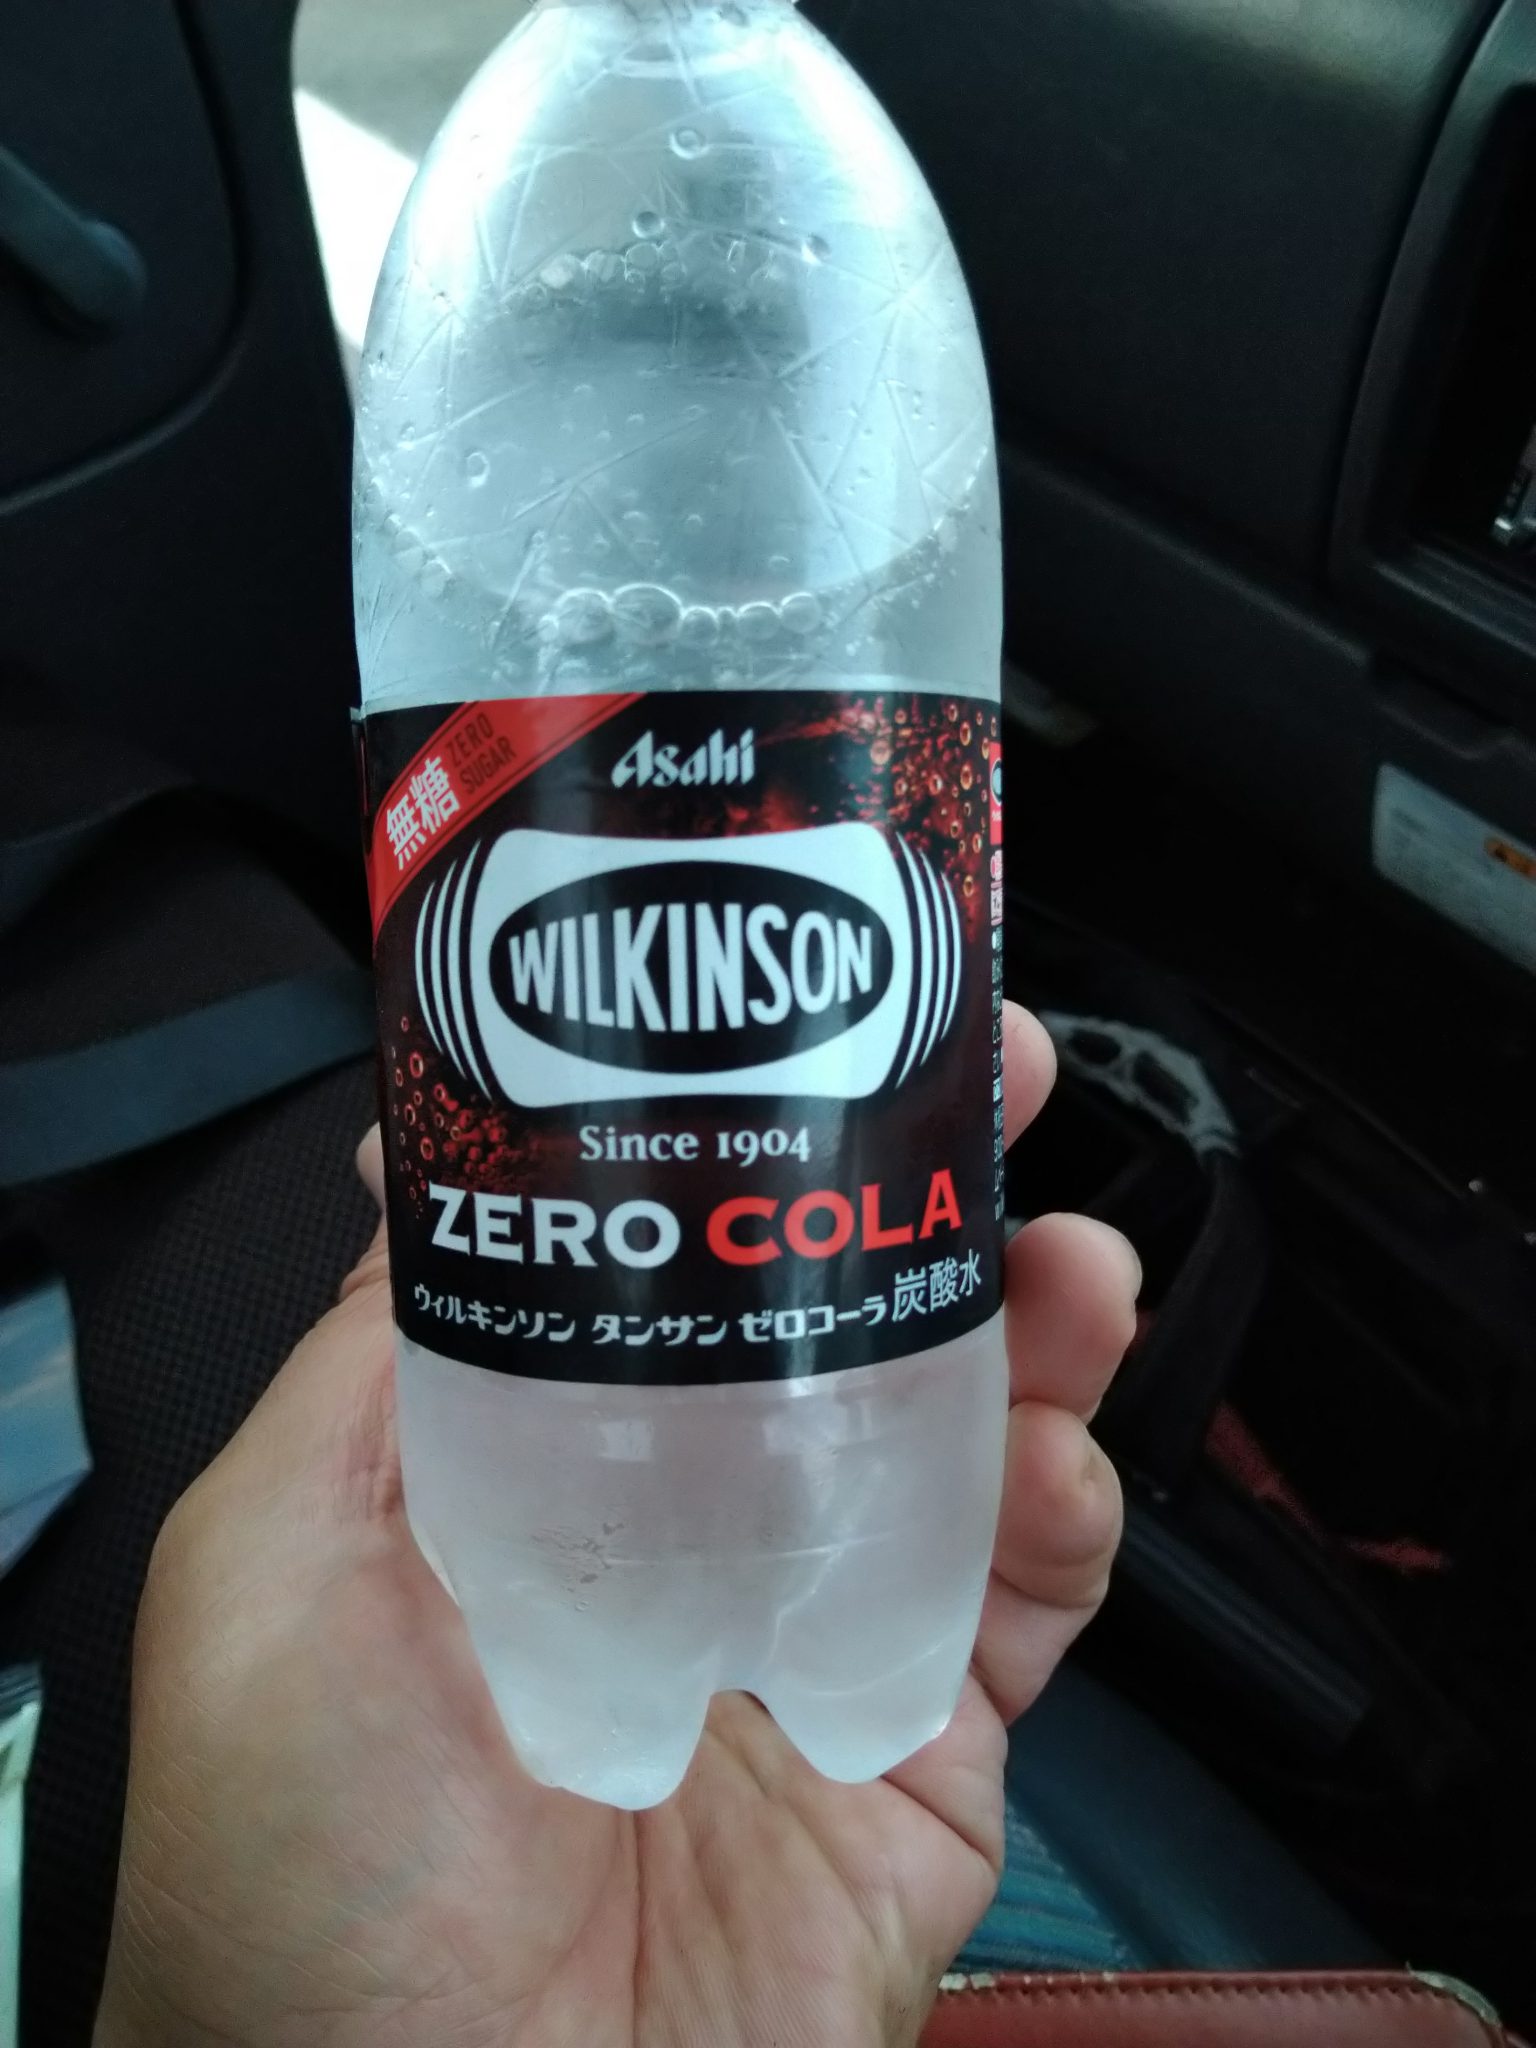 無糖
ZERO
SUGAR
Asahi
WILKINSON
Since 1904
ZERO COLA
ウィルキンソン タンサン ゼロコーラ 炭酸水